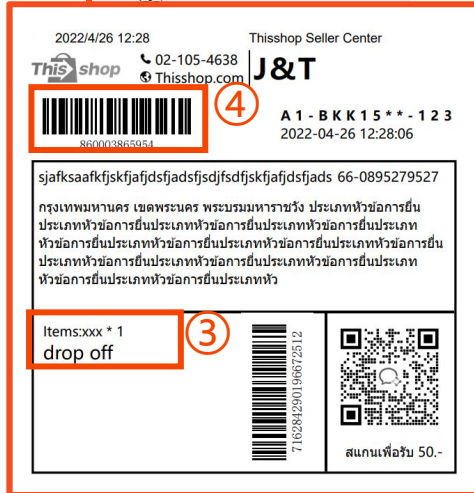 2022/4/26 12:28
Thisshop Seller Center
This shop
02-105-4638
Thisshop.com
J&T
④
860003865954
A1-BKK15**-123
2022-04-26 12:28:06
sjafksaafkfjskfjafjdsfjadsfjsdjfsdfjskfjafjdsfjads 66-0895279527
กรุงเทพมหานคร เขตพระนคร พระบรมมหาราชวัง ประเภทหัวข้อการยื่น
ประเภทหัวข้อการยื่นประเภทหัวข้อการยื่นประเภทหัวข้อการยื่นประเภท
หัวข้อการยื่นประเภทหัวข้อการยื่นประเภทหัวข้อการยื่นประเภทหัวข้อการยื่น
ประเภทหัวข้อการยื่นประเภทหัวข้อการยื่นประเภทหัวข้อการยื่นประเภท
หัวข้อการยื่นประเภทหัวข้อการยื่นประเภทหัว
Items:xxx * 1
drop off
③
716284290196672512
สแกนเพื่อรับ 50.-